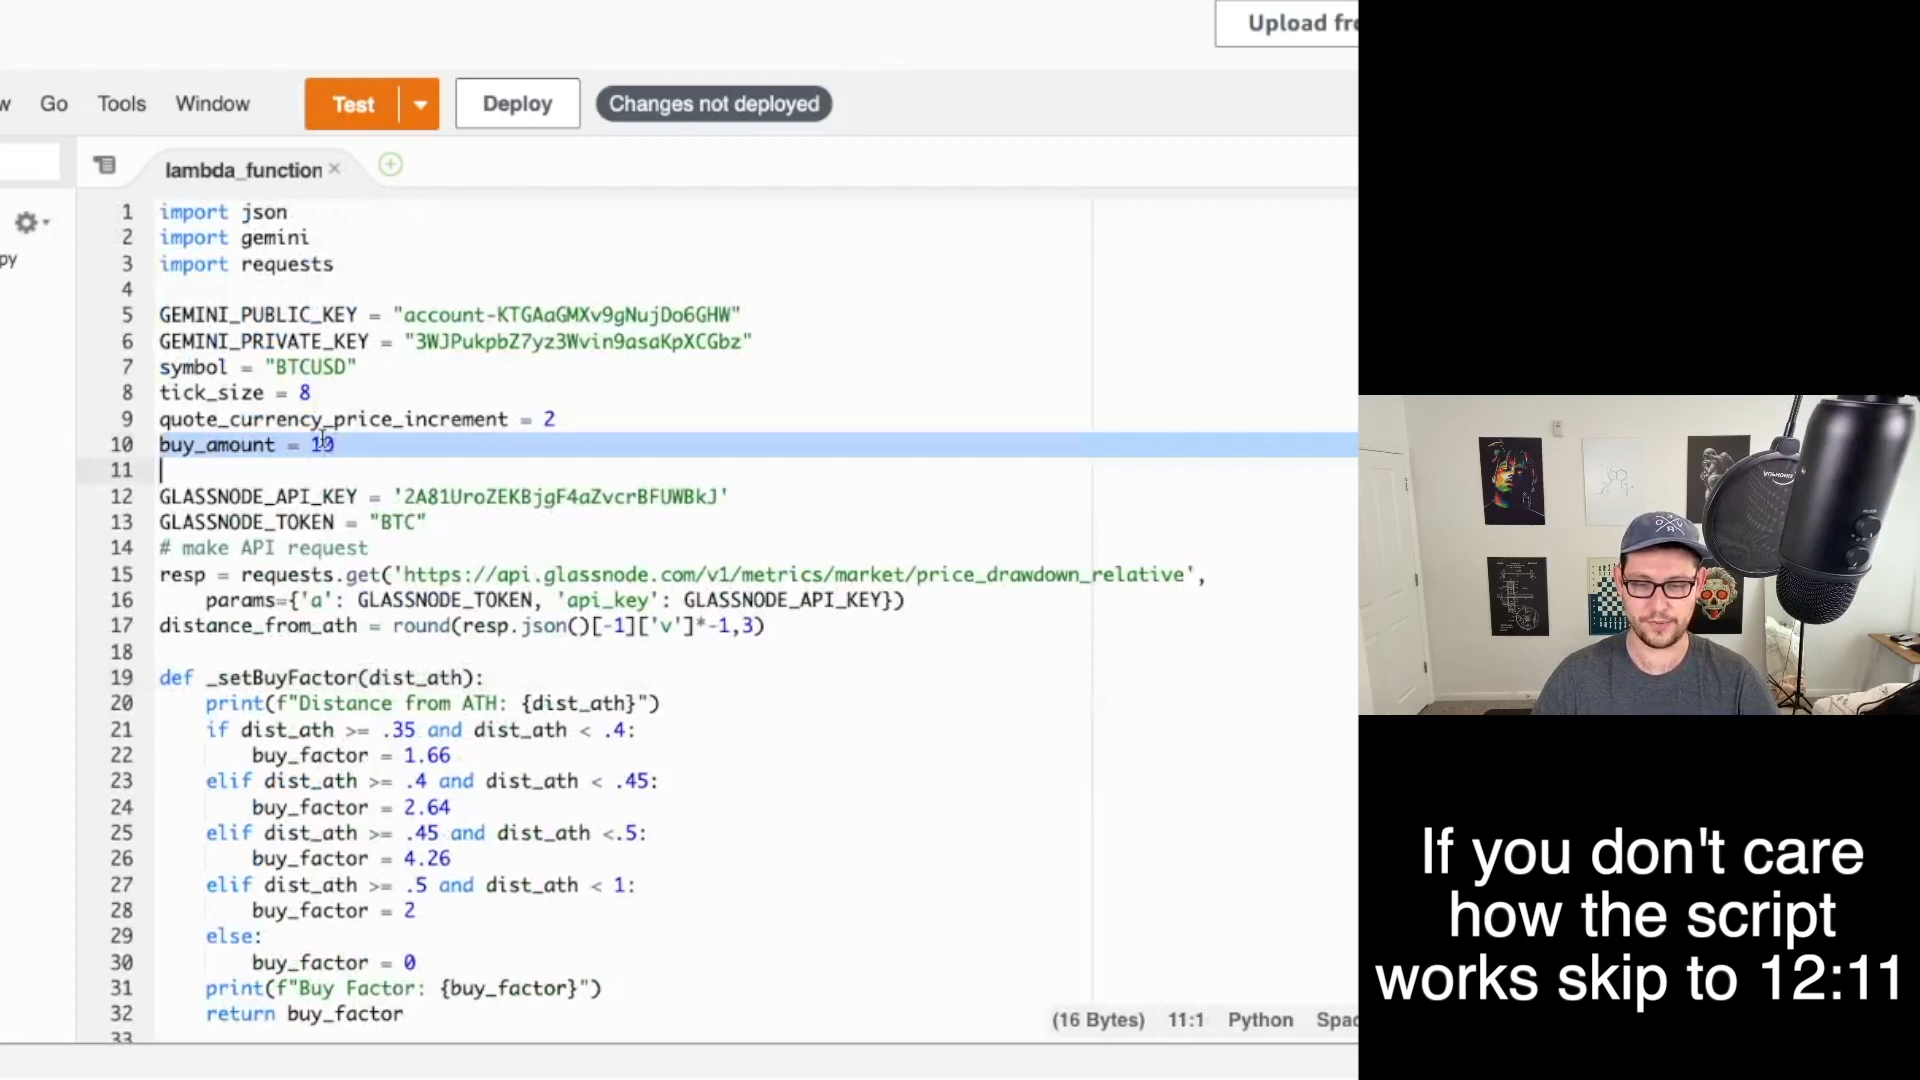 Upload fr
w Go Tools Window Test Deploy Changes not deployed
lambda_function
py
1 import json
2 import gemini
3 import requests
4
5 GEMINI_PUBLIC_KEY = "account-KTGAaGMXv9gNujDo6GHW"
6 GEMINI_PRIVATE_KEY = "3WJPukpbZ7yz3Wvin9asaKpXCGbz"
7 symbol = "BTCUSD"
8 tick_size = 8
9 quote_currency_price_increment = 2
10 buy_amount = 10
11
12 GLASSNODE_API_KEY = '2A81UroZEKBjgF4aZvcrBFUWBkJ'
13 GLASSNODE_TOKEN = "BTC"
14 # make API request
15 resp = requests.get('https://api.glassnode.com/v1/metrics/market/price_drawdown_relative',
16 params={'a': GLASSNODE_TOKEN, 'api_key': GLASSNODE_API_KEY})
17 distance_from_ath = round(resp.json()[-1]['v']*-1,3)
18
19 def _setBuyFactor(dist_ath):
20 print(f"Distance from ATH: {dist_ath}")
21 if dist_ath >= .35 and dist_ath < .4:
22 buy_factor = 1.66
23 elif dist_ath >= .4 and dist_ath < .45:
24 buy_factor = 2.64
25 elif dist_ath >= .45 and dist_ath <.5:
26 buy_factor = 4.26
27 elif dist_ath >= .5 and dist_ath < 1:
28 buy_factor = 2
29 else:
30 buy_factor = 0
31 print(f"Buy Factor: {buy_factor}")
32 return buy_factor
33
(16 Bytes) 11:1 Python Spac
If you don't care
how the script
works skip to 12:11